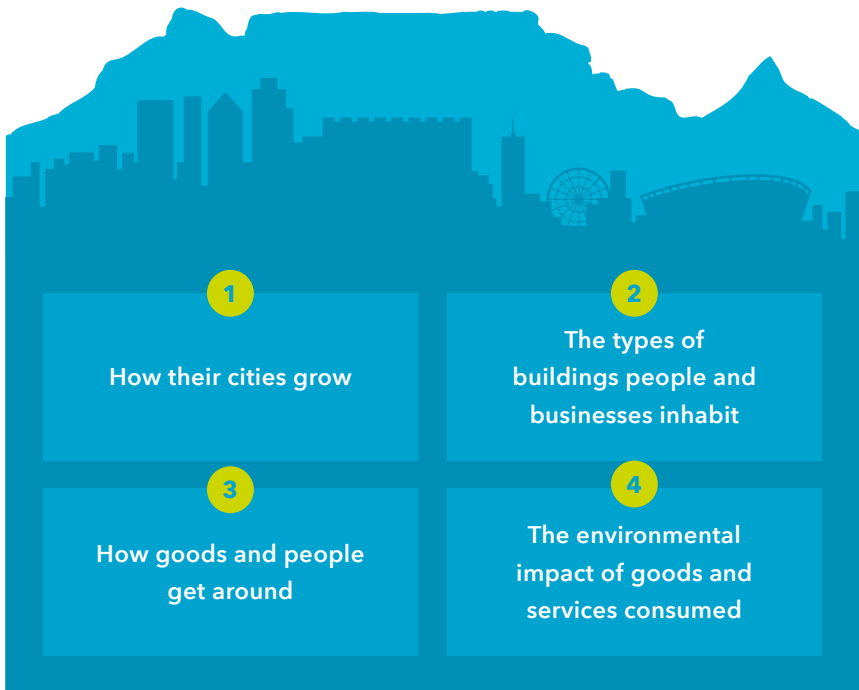 1
How their cities grow
2
The types of
buildings people and
businesses inhabit
3
How goods and people
get around
4
The environmental
impact of goods and
services consumed